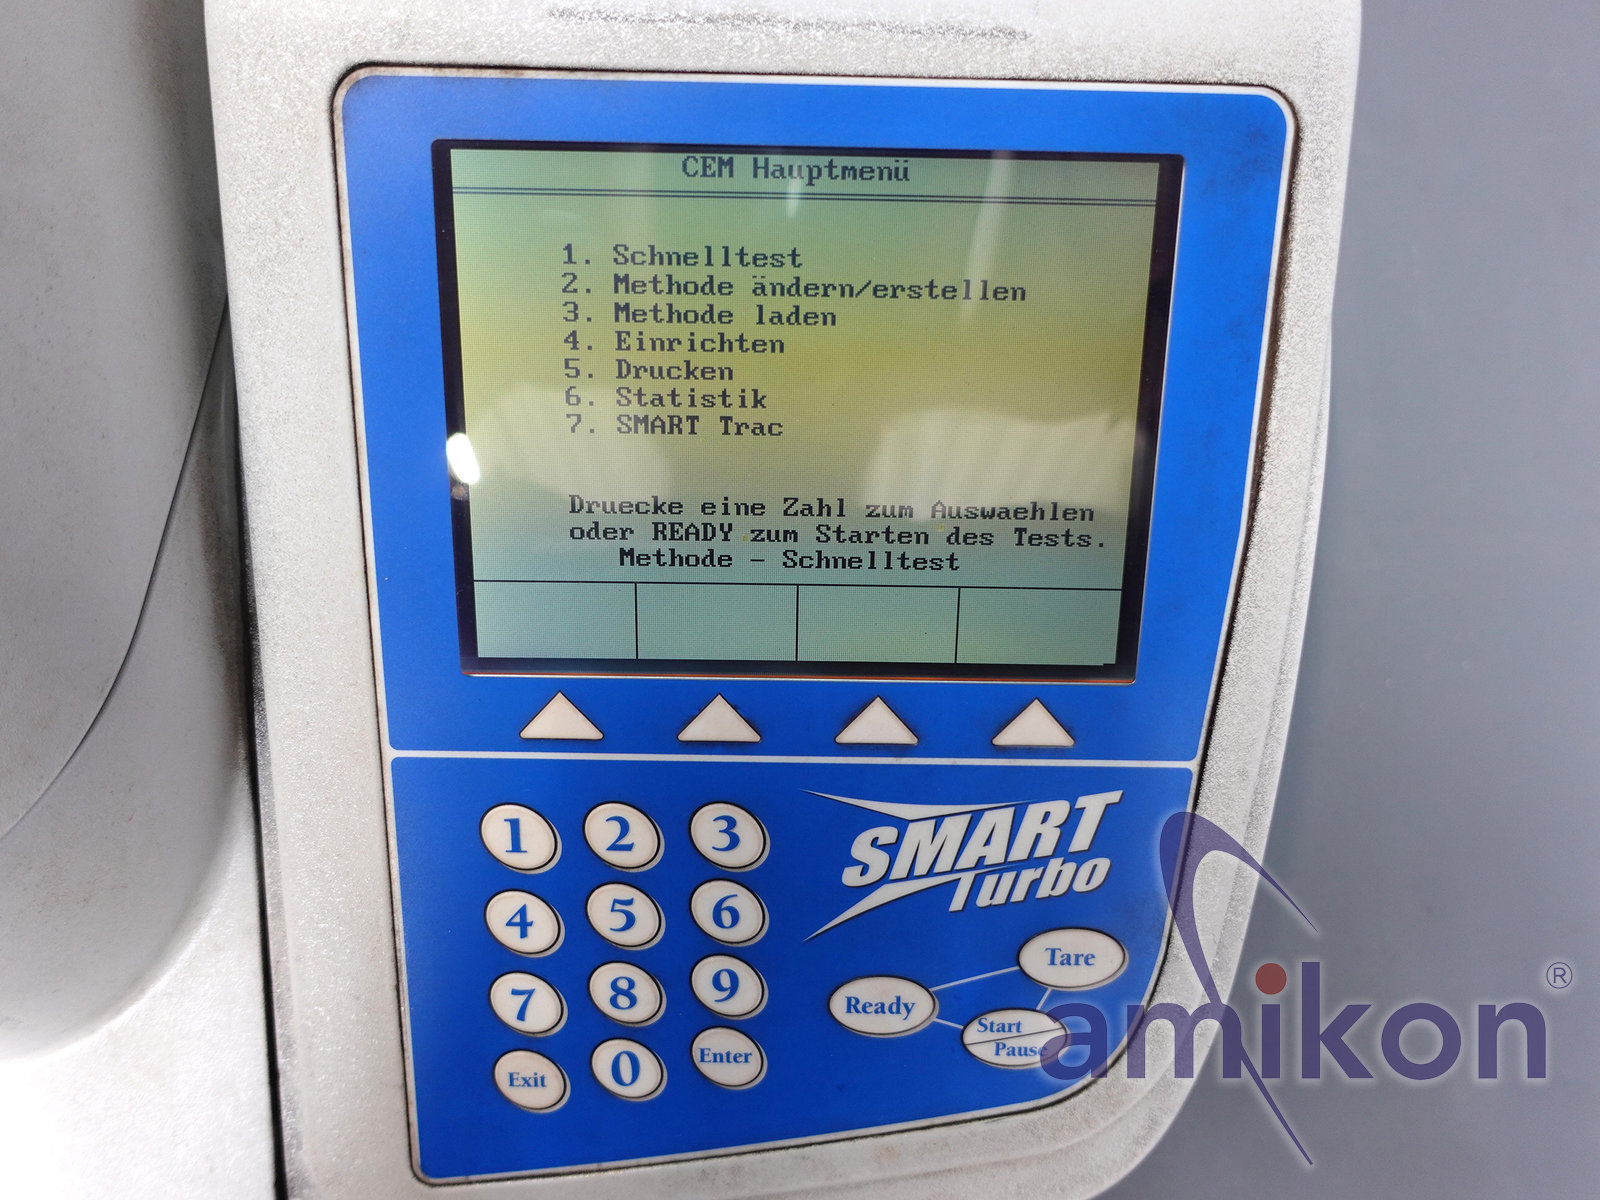 CEM Hauptmenü
1. Schnelltest
2. Methode ändern/erstellen
3. Methode laden
4. Einrichten
5. Drucken
6. Statistik
7. SMART Trac
Druecke eine Zahl zum Auswaehlen
oder READY zum Starten des Tests.
Methode - Schnelltest
1 2 3
4 5 6
7 8 9
Exit 0 Enter
SMART
Turbo
Tare
Ready
Start
Pause
amikon®